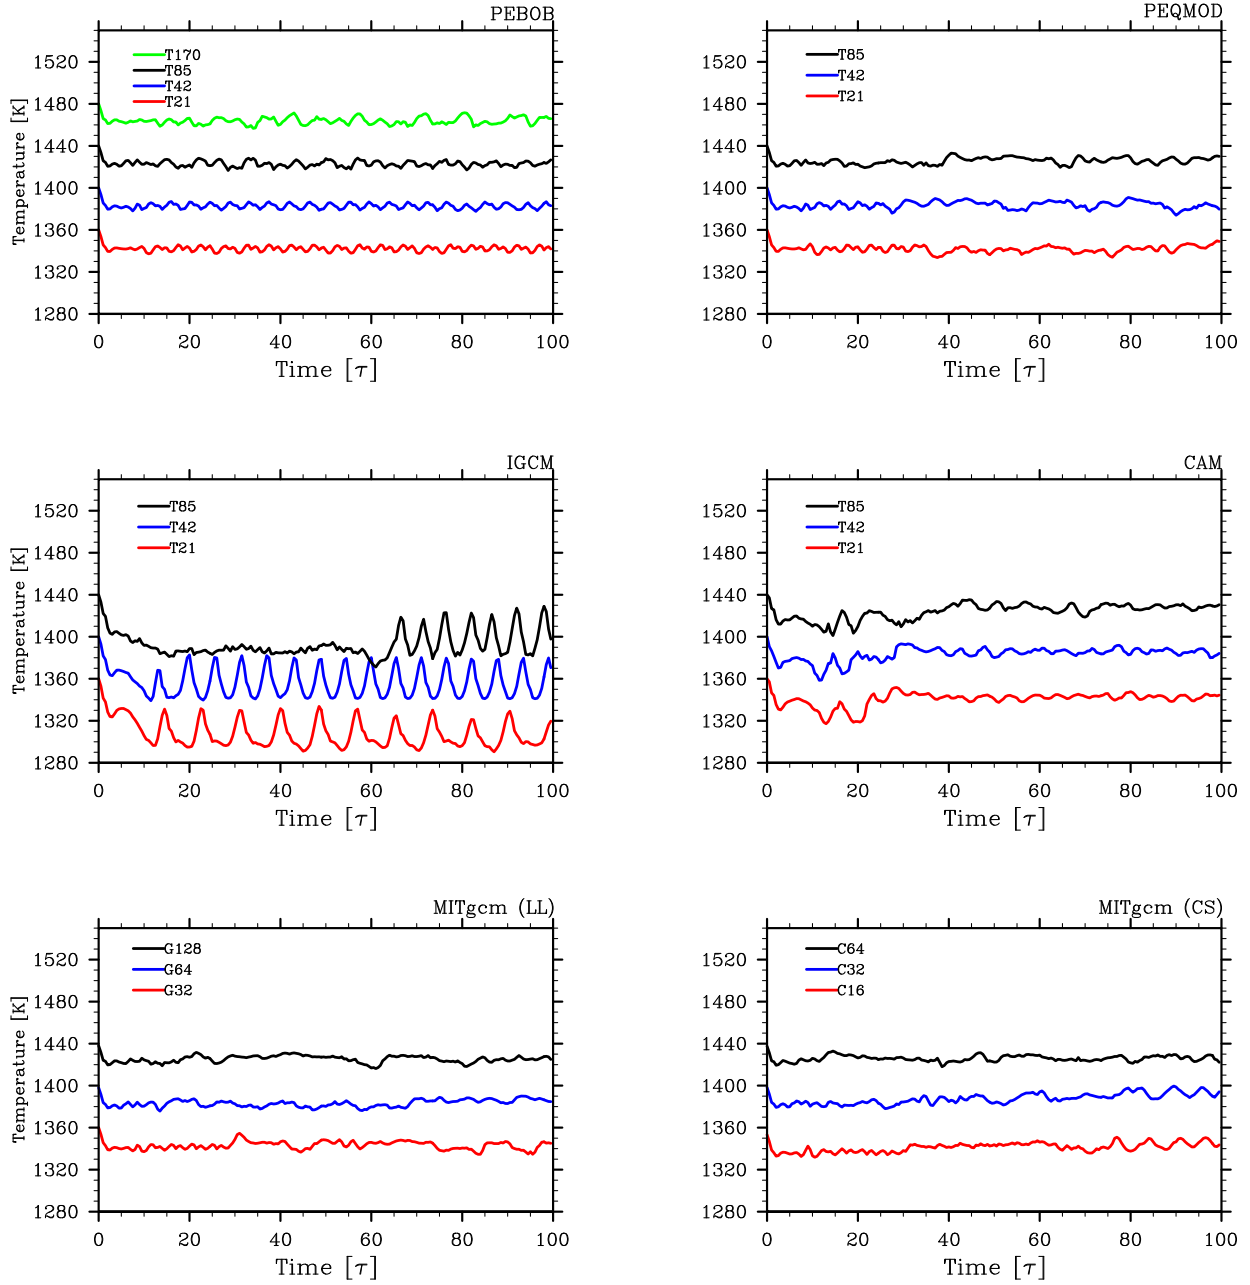 PEBOB
Temperature [K]
1520
1480
1440
1400
1360
1320
1280
T170
T85
T42
T21
0 20 40 60 80 100
Time [τ]
PEQMOD
1520
1480
1440
1400
1360
1320
1280
T85
T42
T21
0 20 40 60 80 100
Time [τ]
IGCM
Temperature [K]
1520
1480
1440
1400
1360
1320
1280
T85
T42
T21
0 20 40 60 80 100
Time [τ]
CAM
1520
1480
1440
1400
1360
1320
1280
T85
T42
T21
0 20 40 60 80 100
Time [τ]
MITgcm (LL)
Temperature [K]
1520
1480
1440
1400
1360
1320
1280
G128
G64
G32
0 20 40 60 80 100
Time [τ]
MITgcm (CS)
1520
1480
1440
1400
1360
1320
1280
C64
C32
C16
0 20 40 60 80 100
Time [τ]